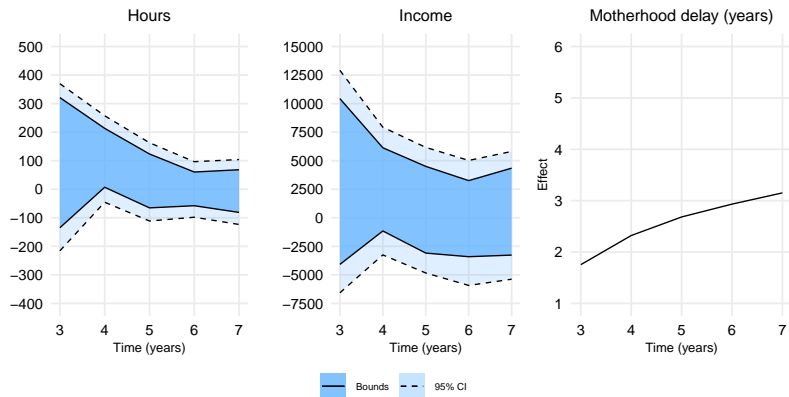 Hours
500
400
300
200
100
0
−100
−200
−300
−400
3 4 5 6 7
Time (years)
Income
15000
12500
10000
7500
5000
2500
0
−2500
−5000
−7500
3 4 5 6 7
Time (years)
Motherhood delay (years)
Effect
6
5
4
3
2
1
3 4 5 6 7
Time (years)
Bounds 95% CI